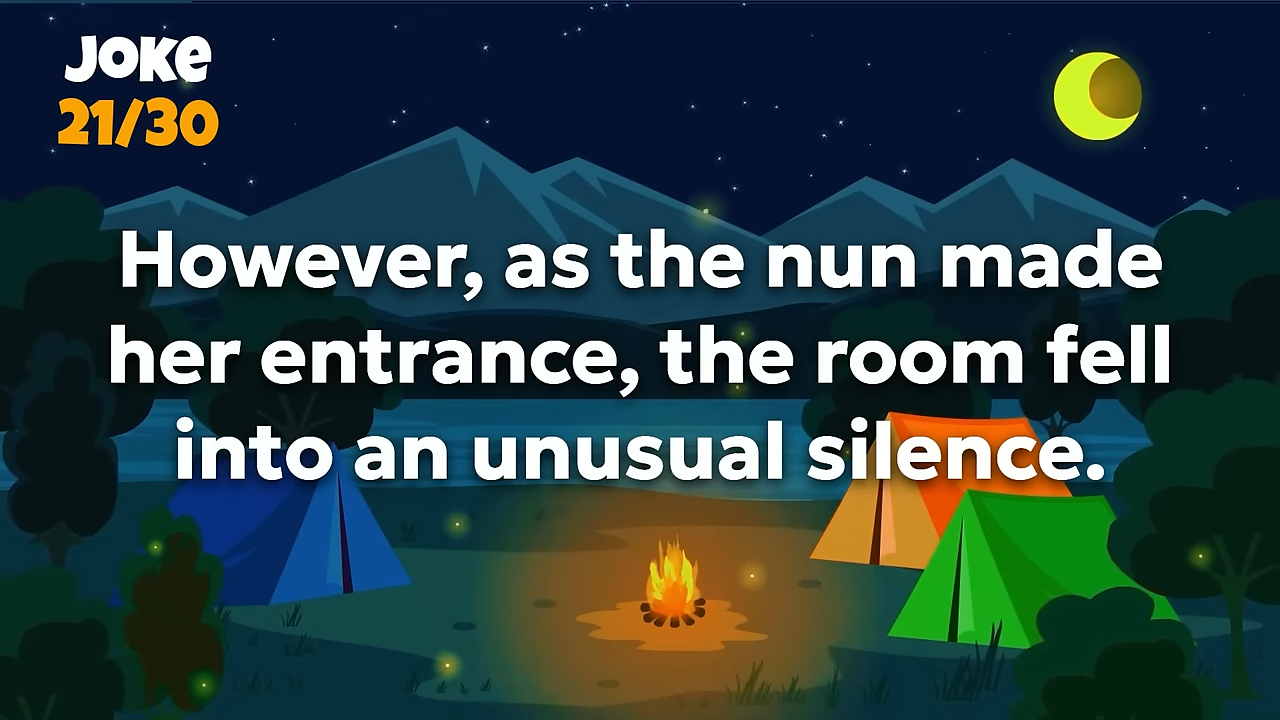 Joke
21/30
However, as the nun made
her entrance, the room fell
into an unusual silence.